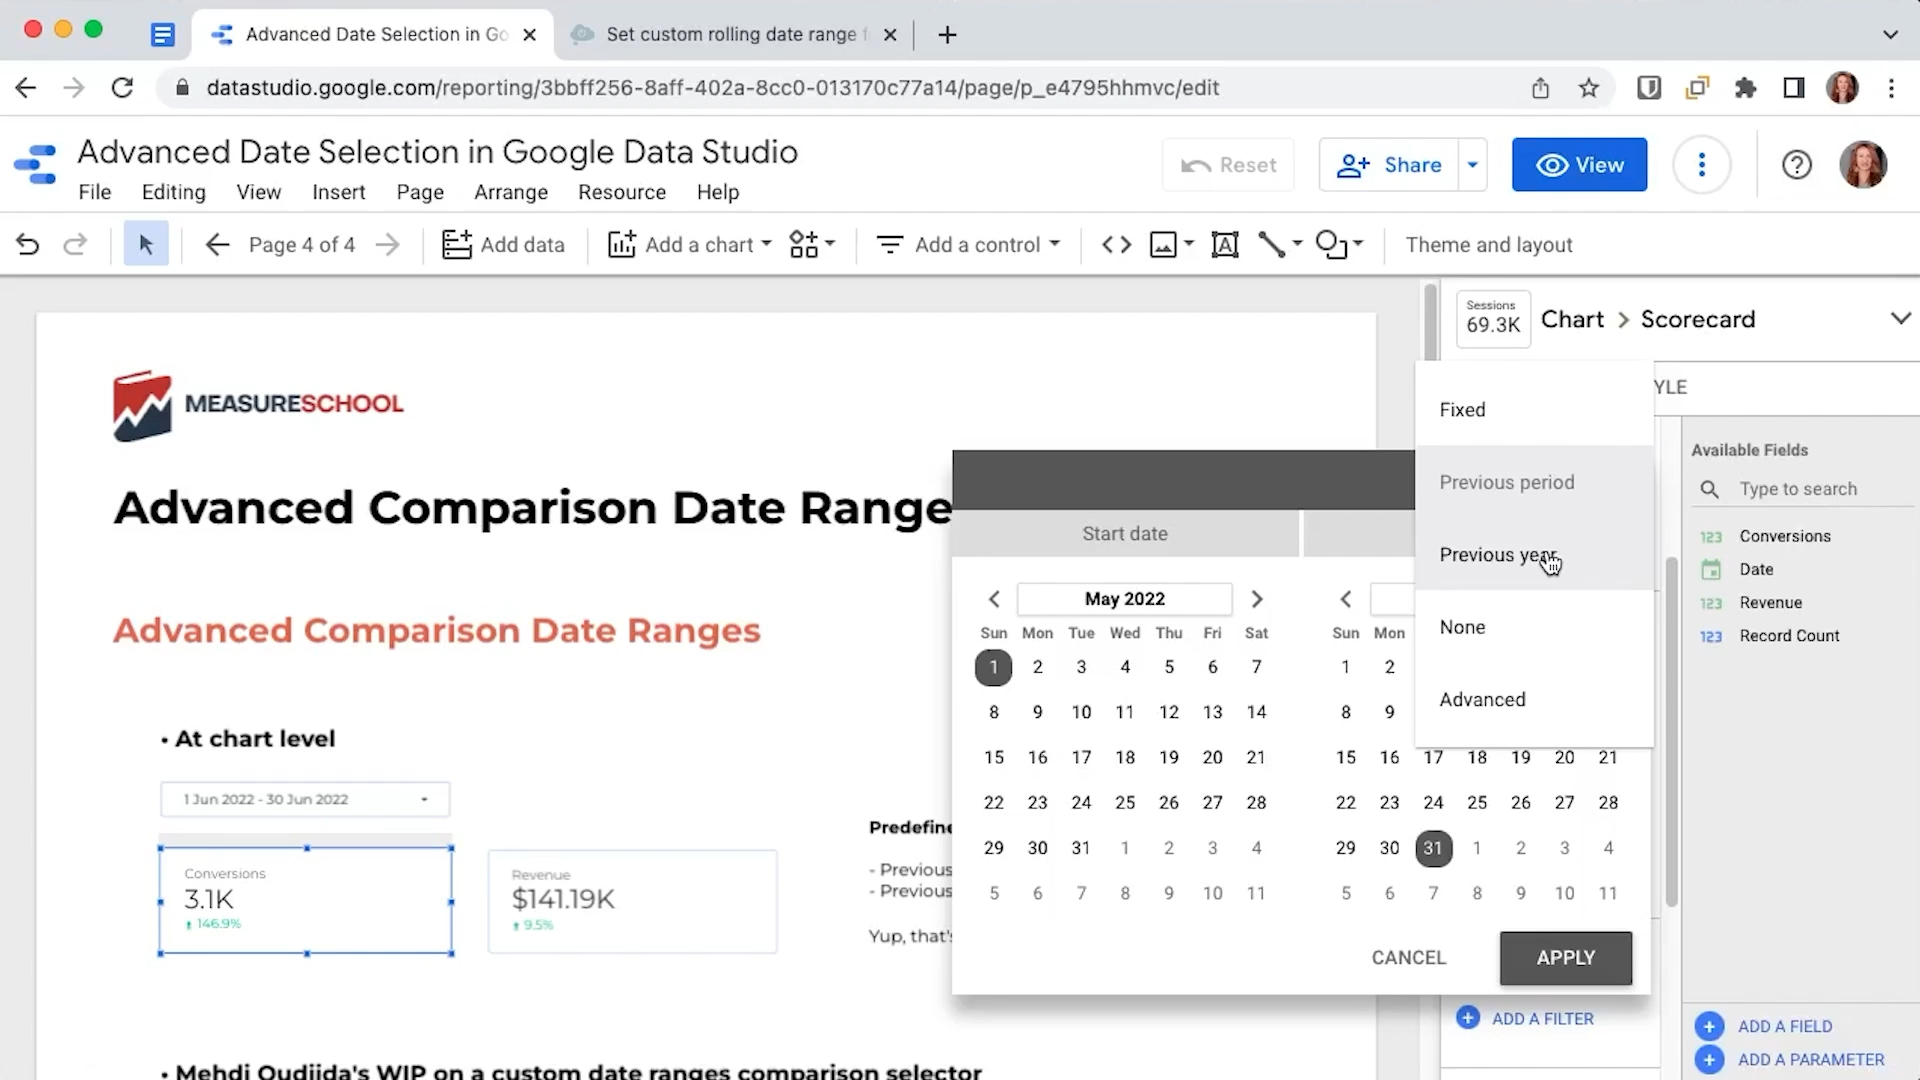 Advanced Date Selection in Go
Set custom rolling date range f
datastudio.google.com/reporting/3bbff256-8aff-402a-8cc0-013170c77a14/page/p_e4795hhmvc/edit
Advanced Date Selection in Google Data Studio
Reset
Share
View
File Editing View Insert Page Arrange Resource Help
Page 4 of 4
Add data
Add a chart
Add a control
Theme and layout
Sessions
69.3K
Chart > Scorecard
MEASURESCHOOL
Fixed
YLE
Available Fields
Previous period
Type to search
Advanced Comparison Date Range
Start date
Conversions
Previous year
Date
May 2022
Revenue
Advanced Comparison Date Ranges
None
Record Count
Sun Mon Tue Wed Thu Fri Sat Sun Mon
1 2 3 4 5 6 7 1 2
Advanced
8 9 10 11 12 13 14 8 9
• At chart level
15 16 17 18 19 20 21 15 16 17 18 19 20 21
1 Jun 2022 - 30 Jun 2022
22 23 24 25 26 27 28 22 23 24 25 26 27 28
Predefine
29 30 31 1 2 3 4 29 30 31 1 2 3 4
Conversions
3.1K
146.9%
Revenue
$141.19K
9.5%
- Previous
- Previous
5 6 7 8 9 10 11 5 6 7 8 9 10 11
Yup, that's
CANCEL
APPLY
ADD A FILTER
ADD A FIELD
ADD A PARAMETER
• Mehdi Oudjida's WIP on a custom date ranges comparison selector